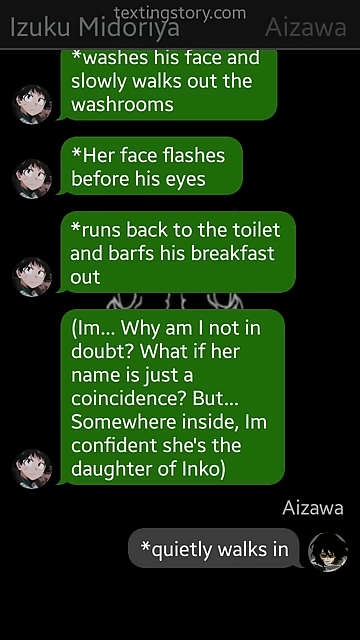 textingstory.com
Izuku Midoriya Aizawa
*washes his face and
slowly walks out the
washrooms
*Her face flashes
before his eyes
*runs back to the toilet
and barfs his breakfast
out
(Im... Why am I not in
doubt? What if her
name is just a
coincidence? But...
Somewhere inside, Im
confident she's the
daughter of Inko)
Aizawa
*quietly walks in